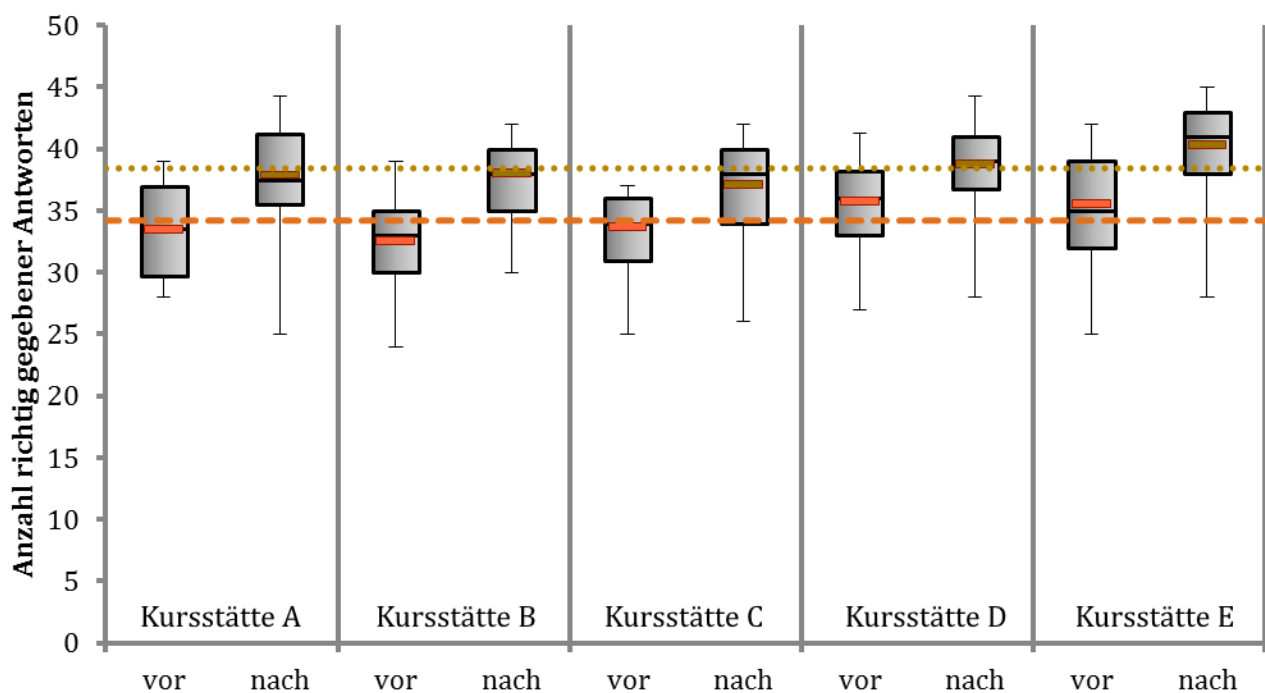 Anzahl richtig gegebener Antworten
50
45
40
35
30
25
20
15
10
5
0
Kursstätte A
Kursstätte B
Kursstätte C
Kursstätte D
Kursstätte E
vor
nach
vor
nach
vor
nach
vor
nach
vor
nach